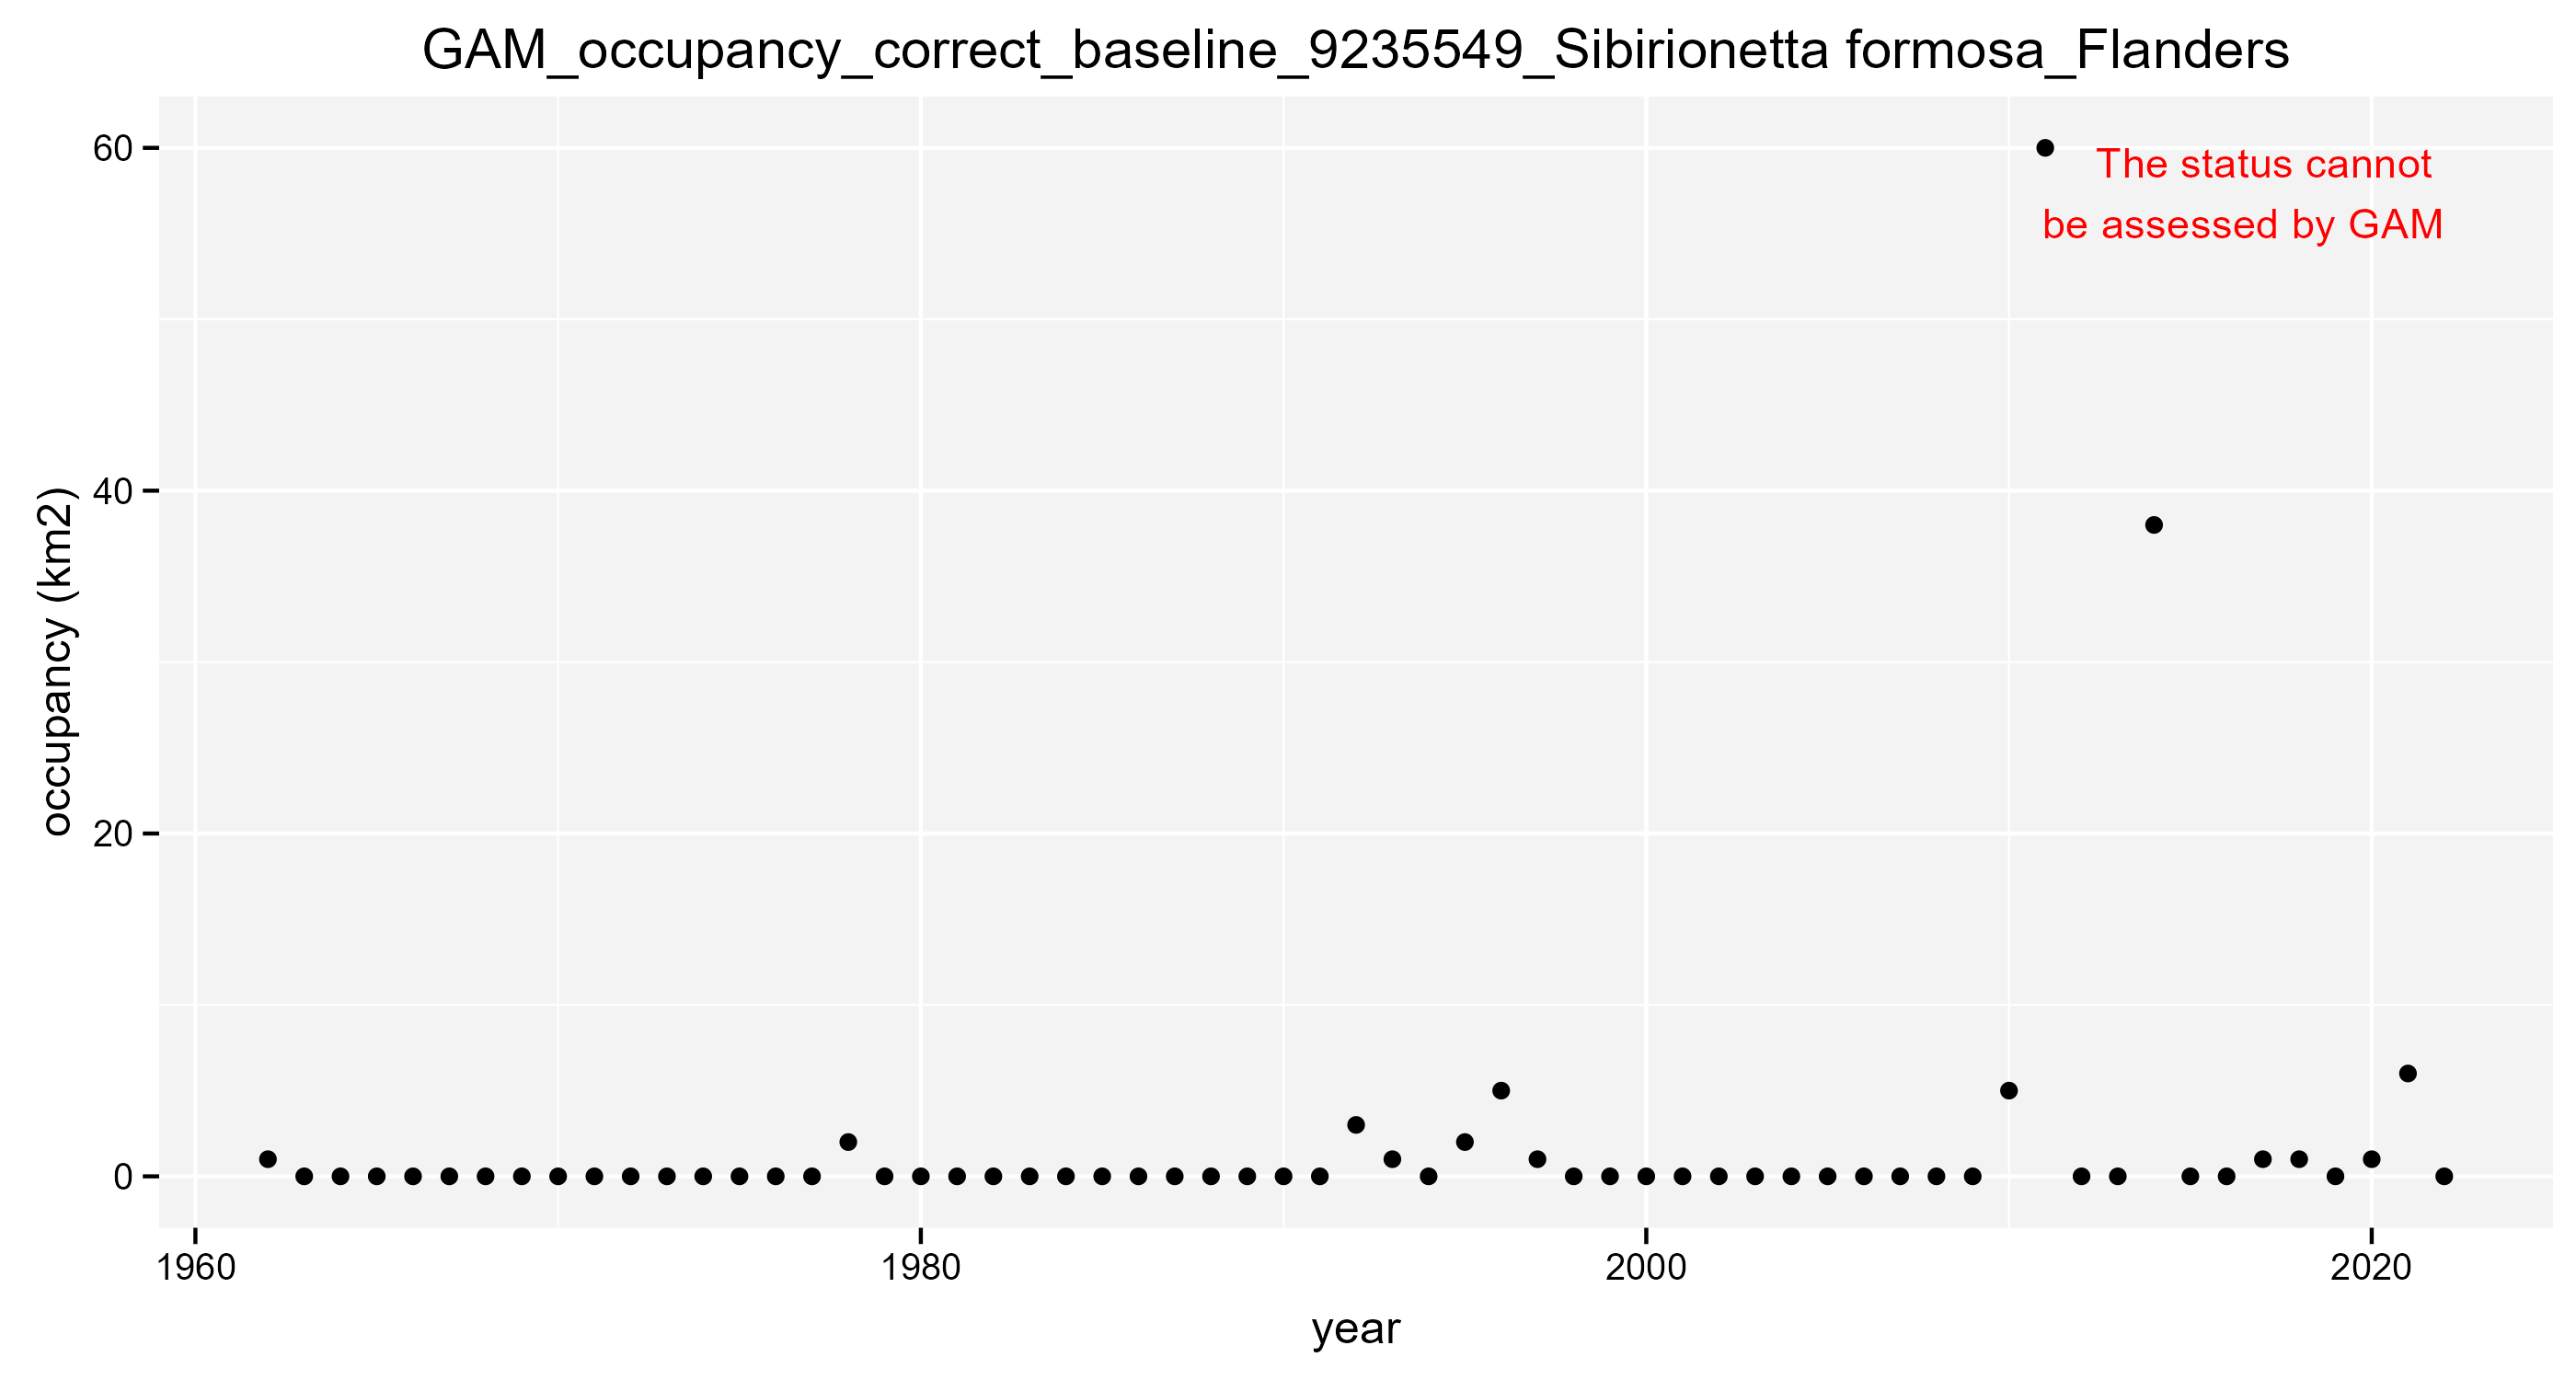 GAM_occupancy_correct_baseline_9235549_Sibirionetta formosa_Flanders
60
The status cannot
be assessed by GAM
40
occupancy (km2)
20
0
1960
1980
2000
2020
year